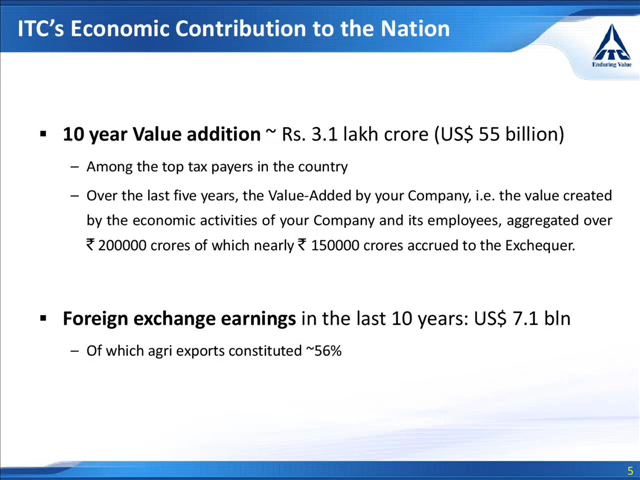 ITC’s Economic Contribution to the Nation
ITC
Enduring Value
▪ 10 year Value addition ~ Rs. 3.1 lakh crore (US$ 55 billion)
– Among the top tax payers in the country
– Over the last five years, the Value-Added by your Company, i.e. the value created
by the economic activities of your Company and its employees, aggregated over
₹ 200000 crores of which nearly ₹ 150000 crores accrued to the Exchequer.
▪ Foreign exchange earnings in the last 10 years: US$ 7.1 bln
– Of which agri exports constituted ~56%
5